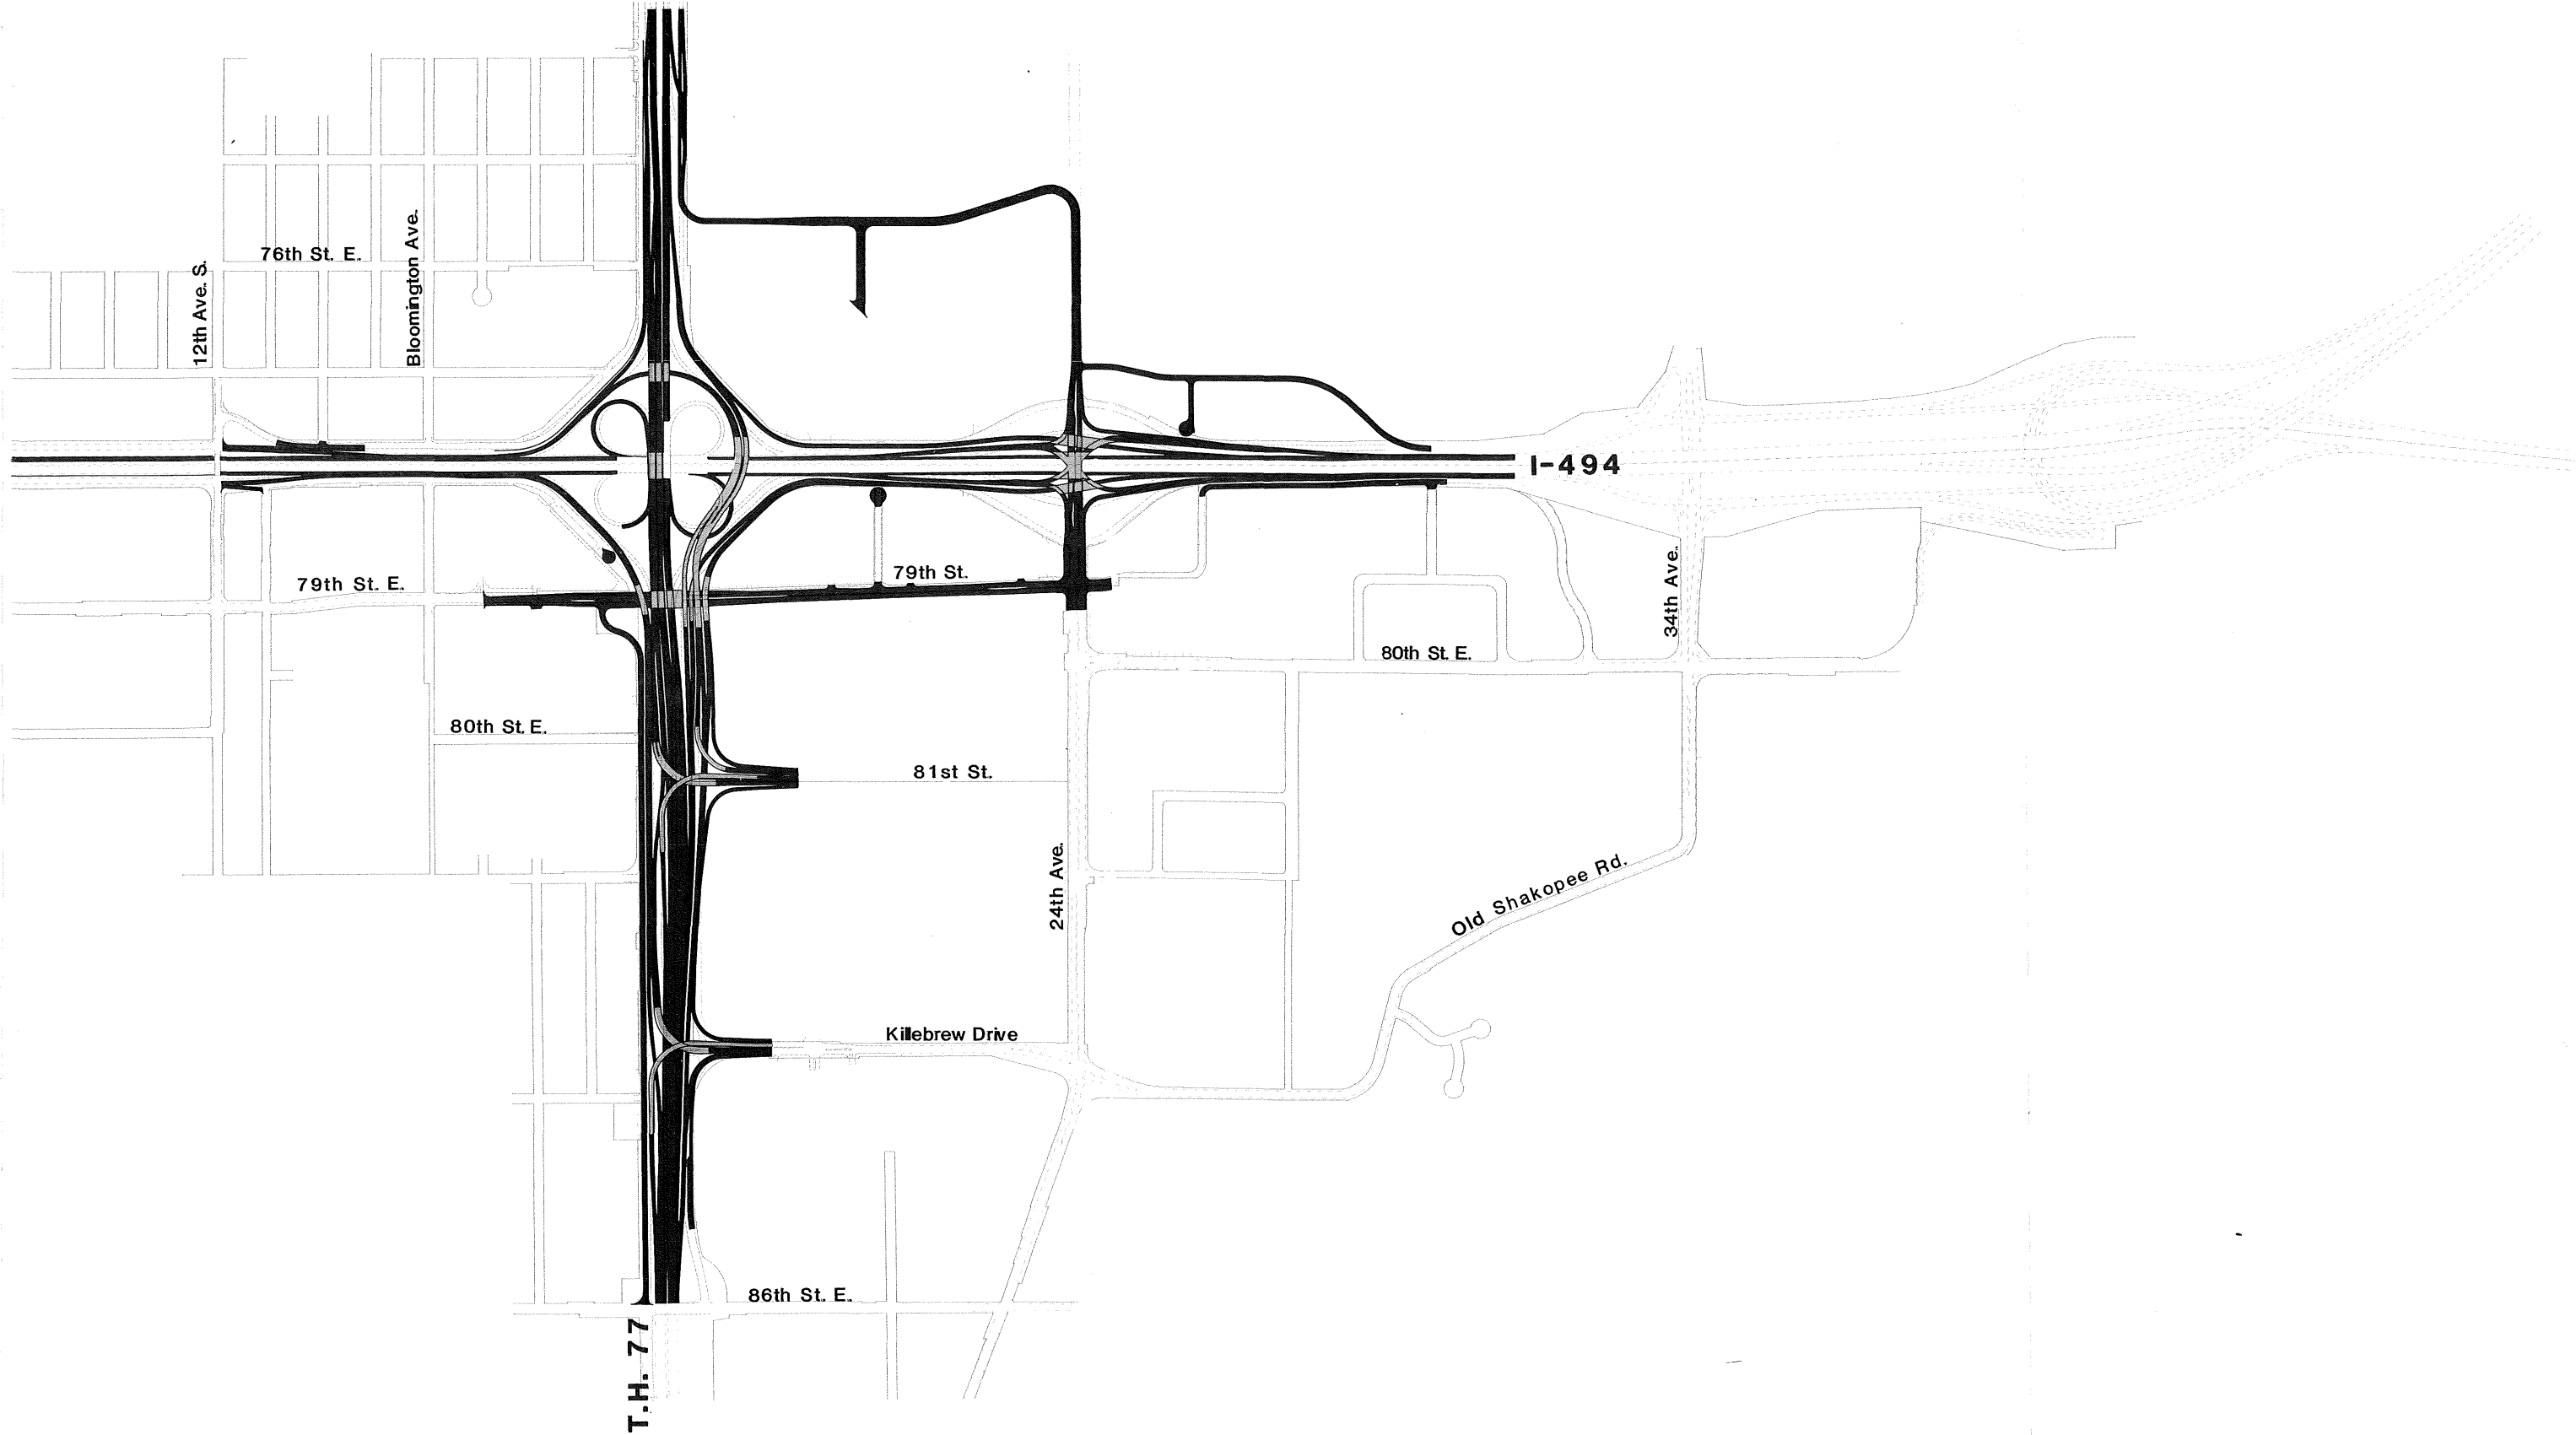 76th St. E.
12th Ave. S.
Bloomington Ave.
I-494
79th St. E.
79th St.
34th Ave.
80th St. E.
80th St. E.
81st St.
24th Ave.
Old Shakopee Rd.
Killebrew Drive
86th St. E.
T.H. 77